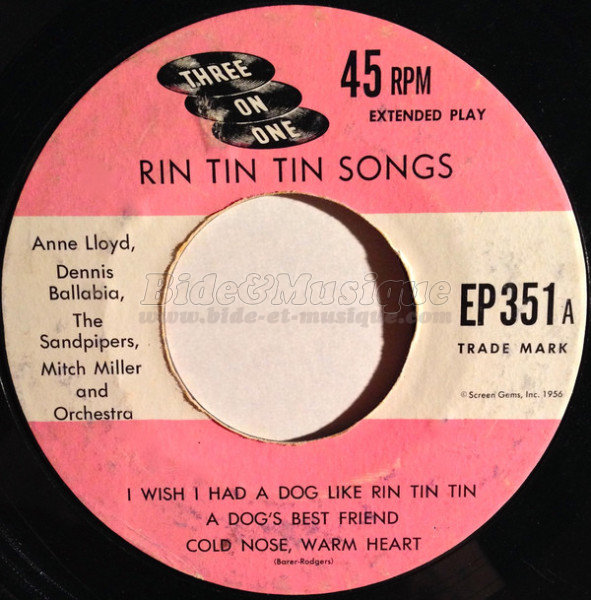 THREE
ON
ONE
45 RPM
EXTENDED PLAY
RIN TIN TIN SONGS
Anne Lloyd,
Dennis
Ballabia,
The
Sandpipers,
Mitch Miller
and
Orchestra
Bide&Musique
www.bide-et-musique.com
EP351 A
TRADE MARK
© Screen Gems, Inc. 1956
I WISH I HAD A DOG LIKE RIN TIN TIN
A DOG'S BEST FRIEND
COLD NOSE, WARM HEART
(Barer-Rodgers)